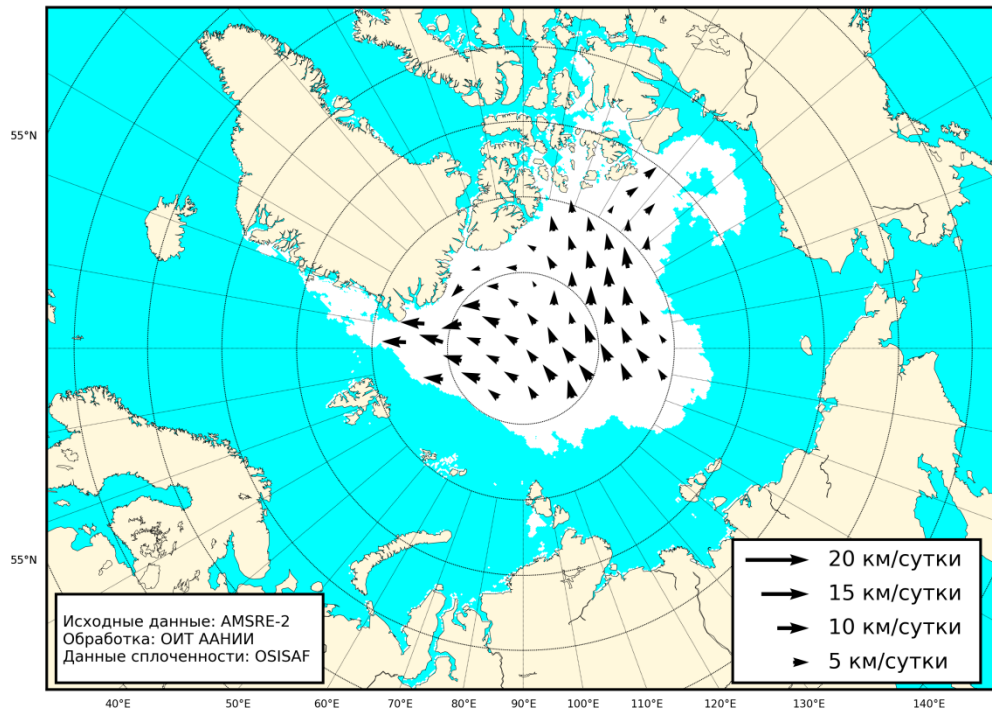 55°N
55°N
20 км/сутки
15 км/сутки
10 км/сутки
5 км/сутки
Исходные данные: AMSRE-2
Обработка: ОИТ ААНИИ
Данные сплоченности: OSISAF
40°E 60°E 70°E 80°E 90°E 100°E 110°E 120°E 130°E 140°E